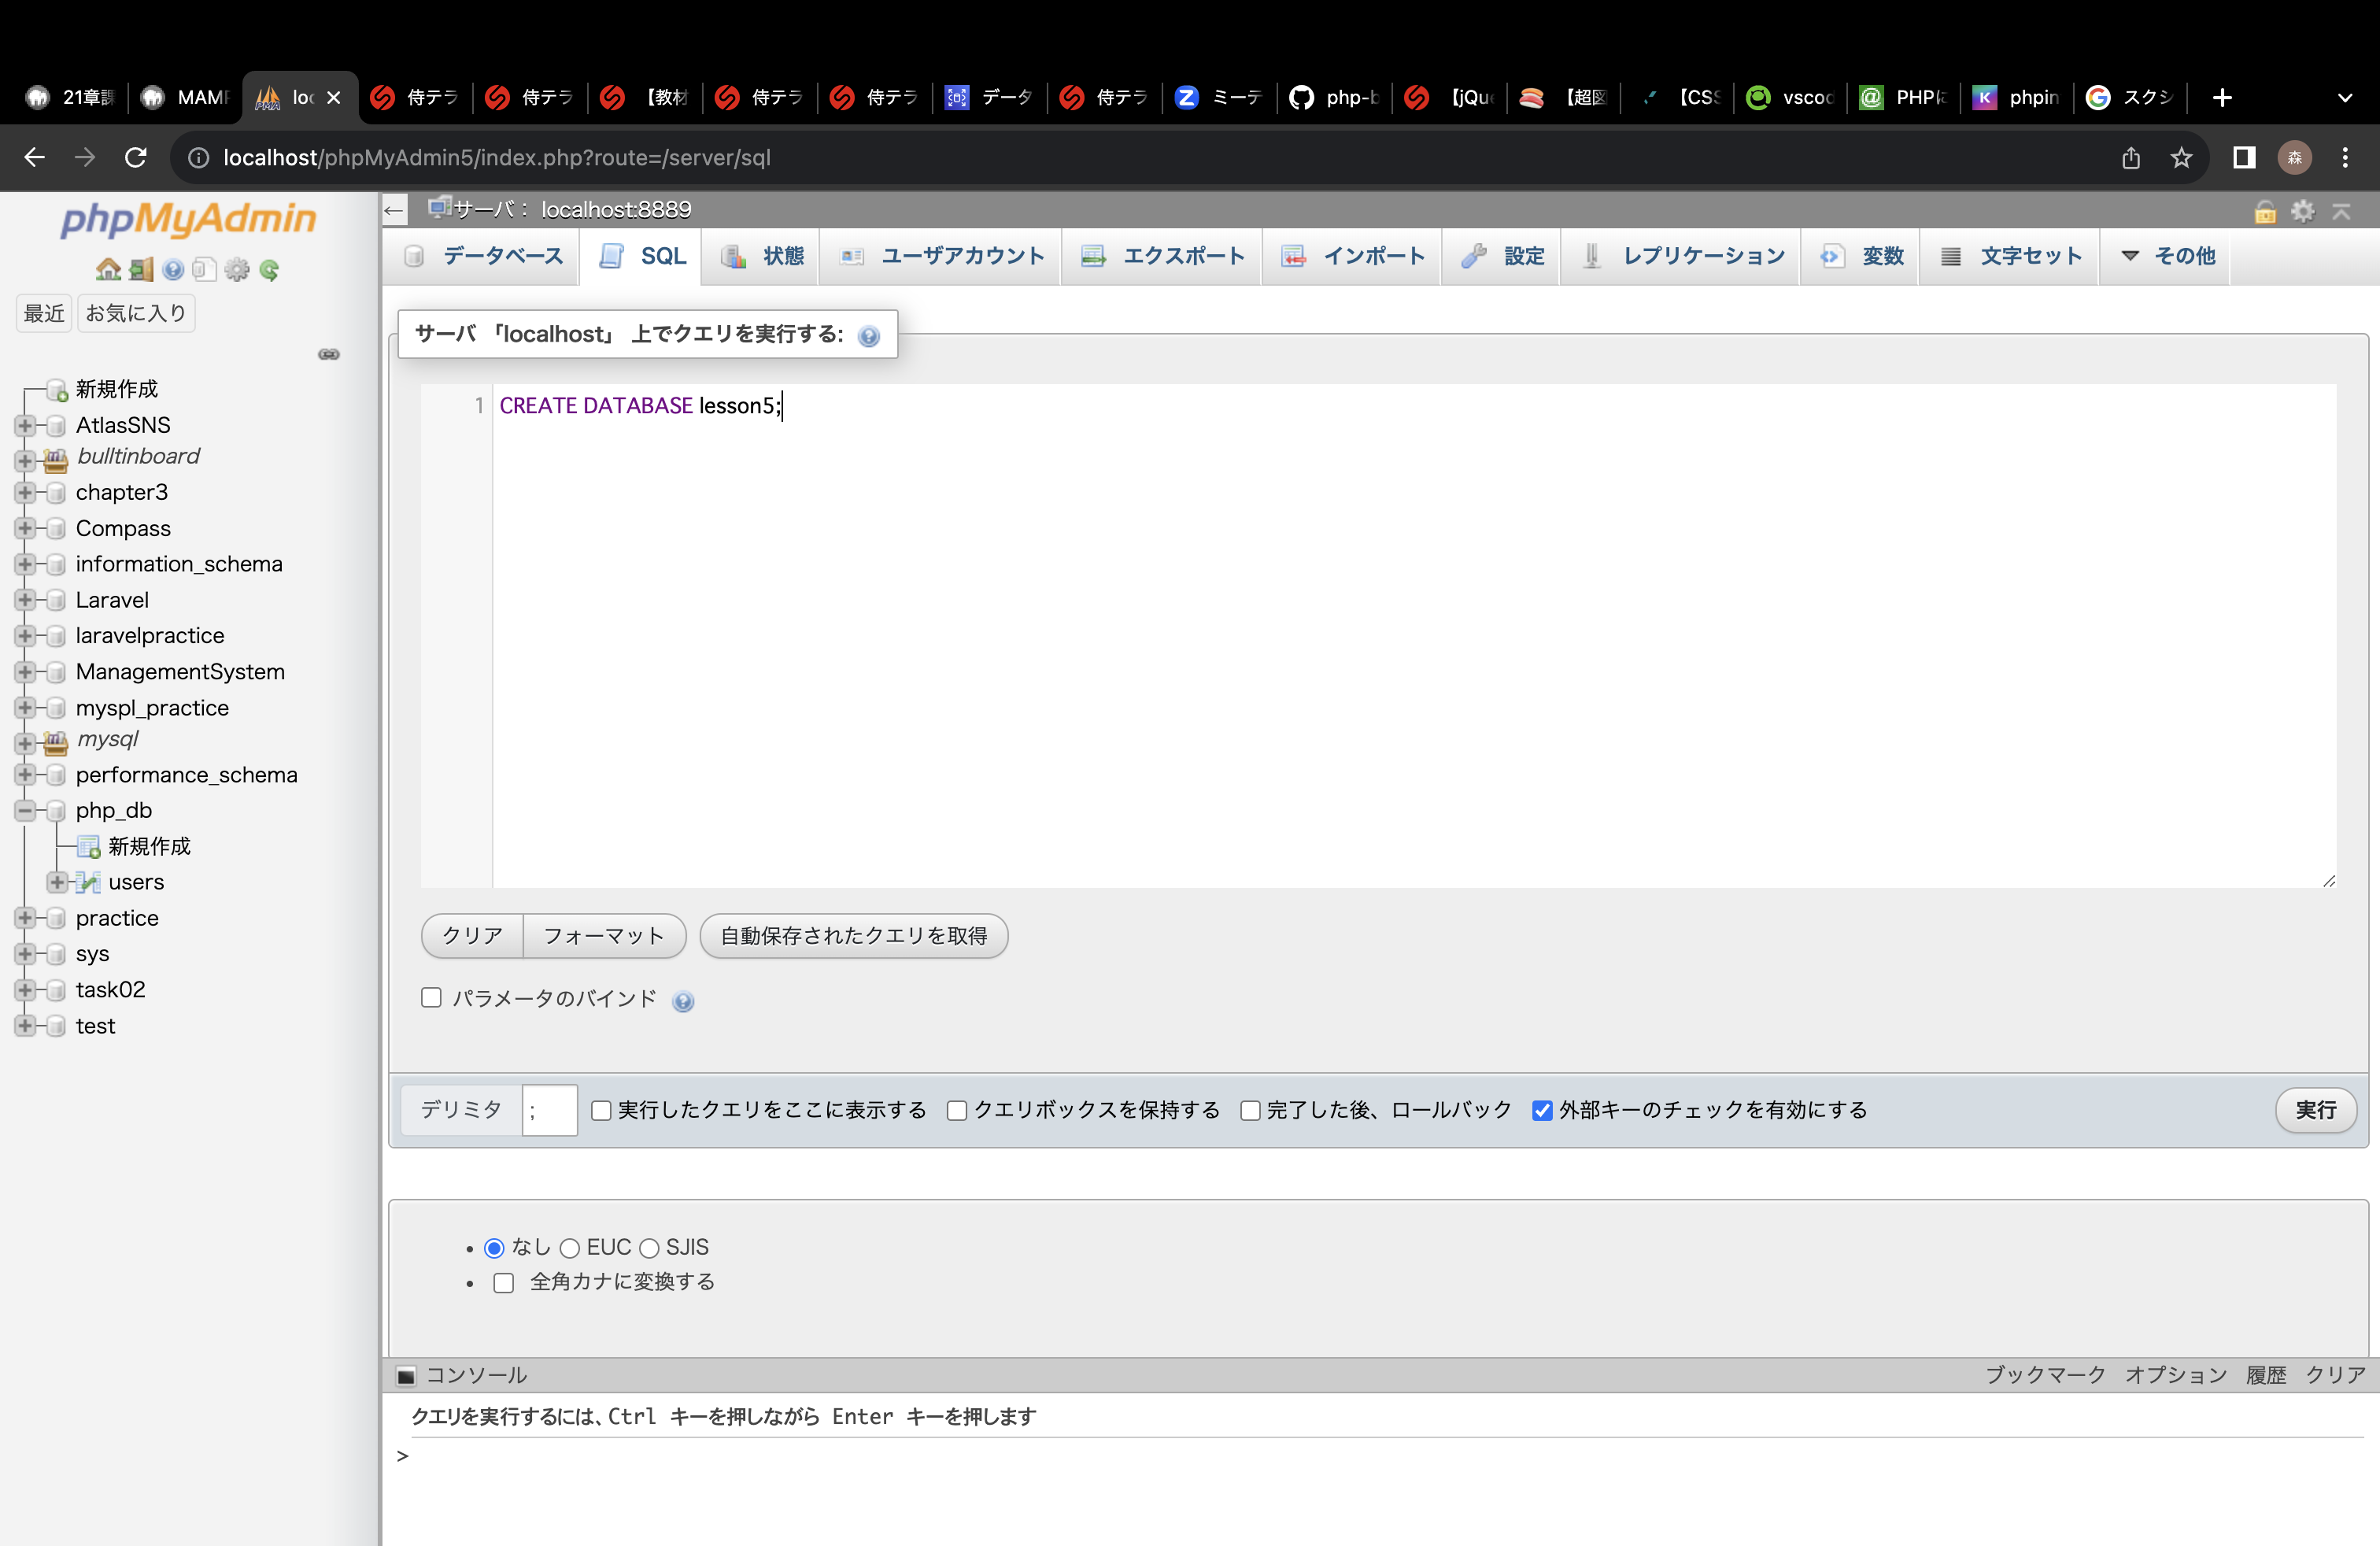 21章課
MAMP
loc
侍テラ
侍テラ
【教材
侍テラ
侍テラ
データ
侍テラ
ミーテ
php-b
【jQue
【超図
【CSS
vscod
PHPに
phpin
スクシ
localhost/phpMyAdmin5/index.php?route=/server/sql
森
phpMyAdmin
最近 お気に入り
新規作成
AtlasSNS
bulltinboard
chapter3
Compass
information_schema
Laravel
laravelpractice
ManagementSystem
myspl_practice
mysql
performance_schema
php_db
新規作成
users
practice
sys
task02
test
サーバ： localhost:8889
データベース SQL 状態 ユーザアカウント エクスポート インポート 設定 レプリケーション 変数 文字セット その他
サーバ 「localhost」 上でクエリを実行する:
1 CREATE DATABASE lesson5;
クリア フォーマット 自動保存されたクエリを取得
パラメータのバインド
デリミタ ; 実行したクエリをここに表示する クエリボックスを保持する 完了した後、ロールバック 外部キーのチェックを有効にする 実行
なし EUC SJIS
全角カナに変換する
コンソール ブックマーク オプション 履歴 クリア
クエリを実行するには、Ctrl キーを押しながら Enter キーを押します
>